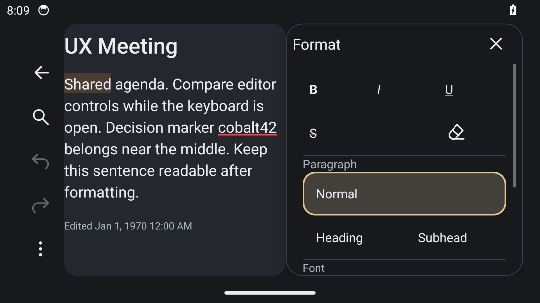 8:09
UX Meeting
Shared agenda. Compare editor
controls while the keyboard is
open. Decision marker cobalt42
belongs near the middle. Keep
this sentence readable after
formatting.
Edited Jan 1, 1970 12:00 AM
Format
B I U
S
Paragraph
Normal
Heading Subhead
Font